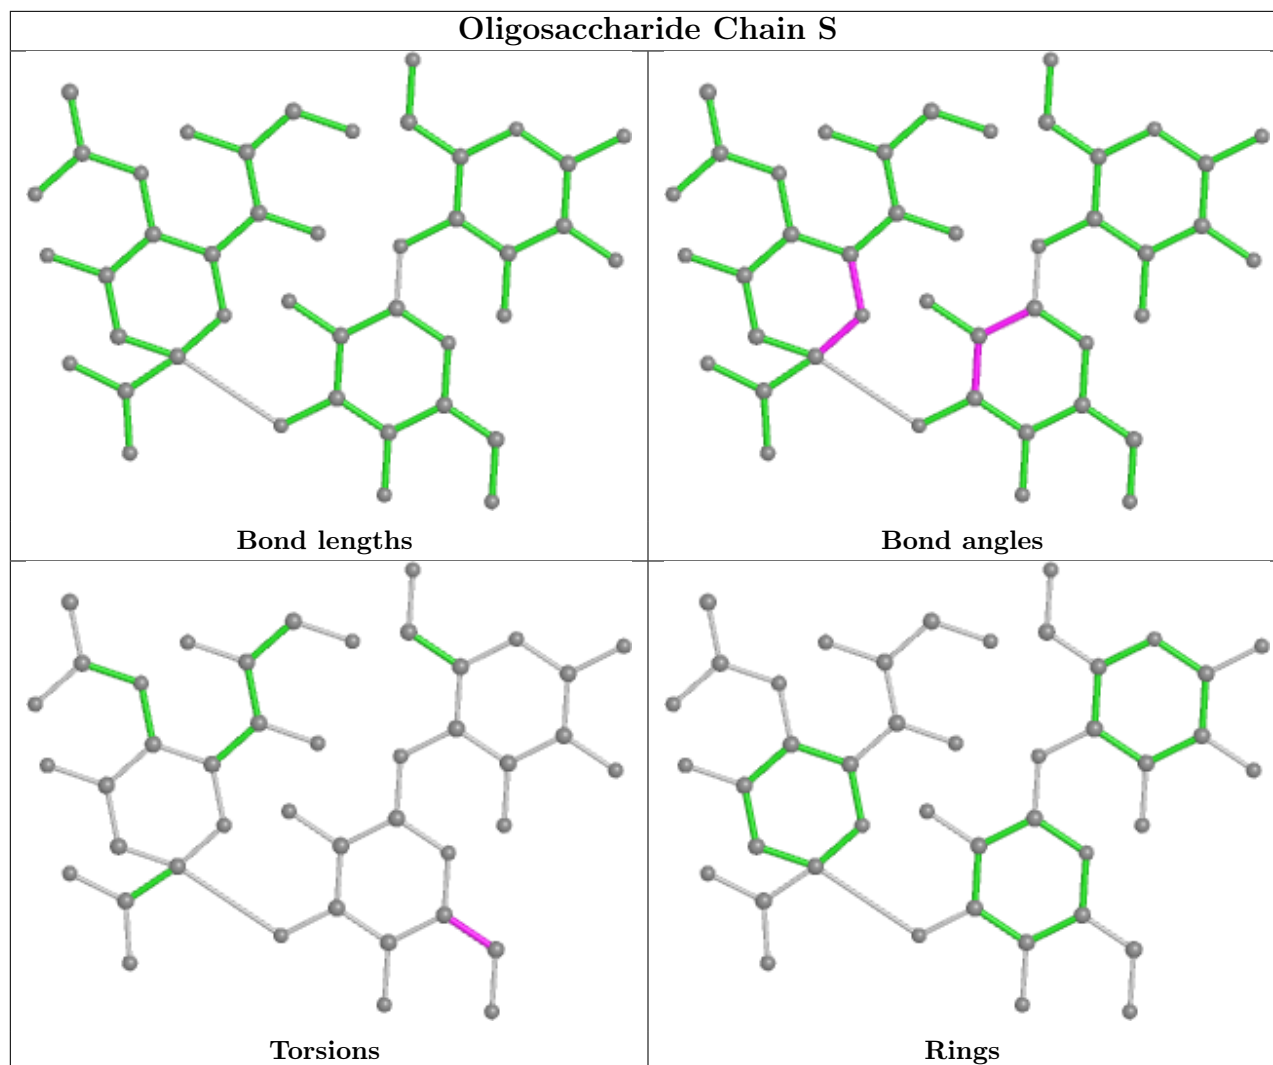 Oligosaccharide Chain S
Bond lengths
Bond angles
Torsions
Rings